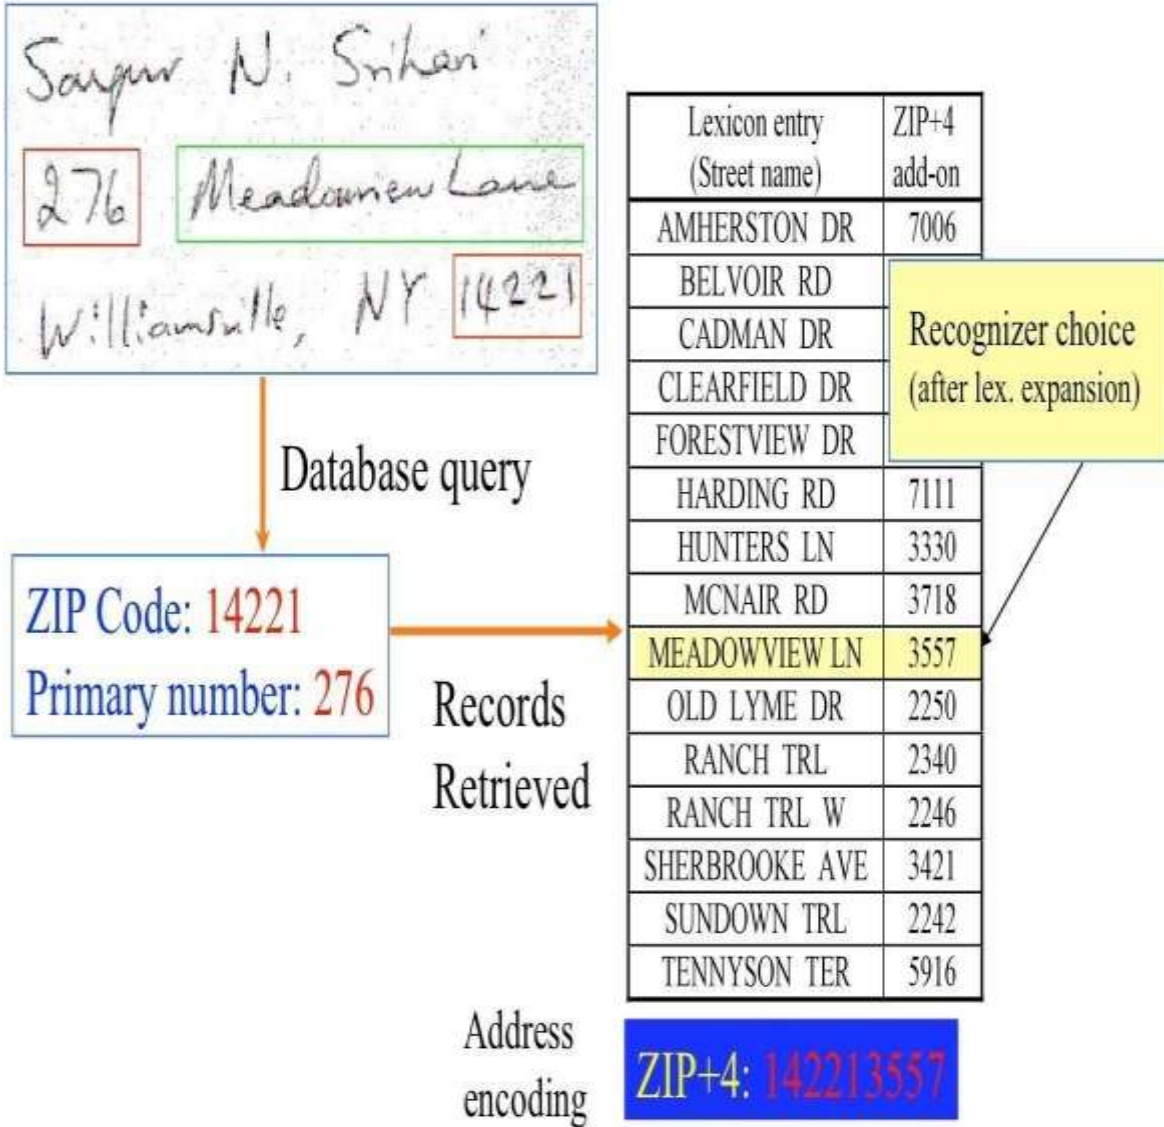 Sargur N. Srihari
276 Meadowview Lane
Williamsville, NY 14221
Database query
ZIP Code: 14221
Primary number: 276
Records
Retrieved
Lexicon entry
(Street name)
ZIP+4
add-on
AMHERSTON DR 7006
BELVOIR RD
CADMAN DR
CLEARFIELD DR
FORESTVIEW DR
HARDING RD 7111
HUNTERS LN 3330
MCNAIR RD 3718
MEADOWVIEW LN 3557
OLD LYME DR 2250
RANCH TRL 2340
RANCH TRL W 2246
SHERBROOKE AVE 3421
SUNDOWN TRL 2242
TENNYSON TER 5916
Recognizer choice
(after lex. expansion)
Address
encoding
ZIP+4: 142213557